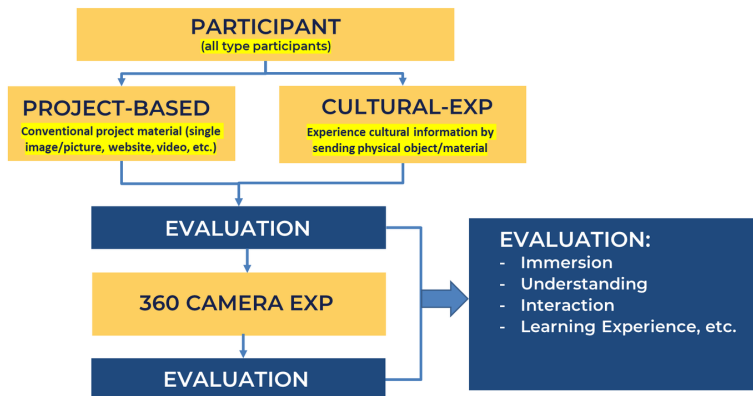 PARTICIPANT
(all type participants)
PROJECT-BASED
Conventional project material (single
image/picture, website, video, etc.)
CULTURAL-EXP
Experience cultural information by
sending physical object/material
EVALUATION
360 CAMERA EXP
EVALUATION
EVALUATION:
- Immersion
- Understanding
- Interaction
- Learning Experience, etc.